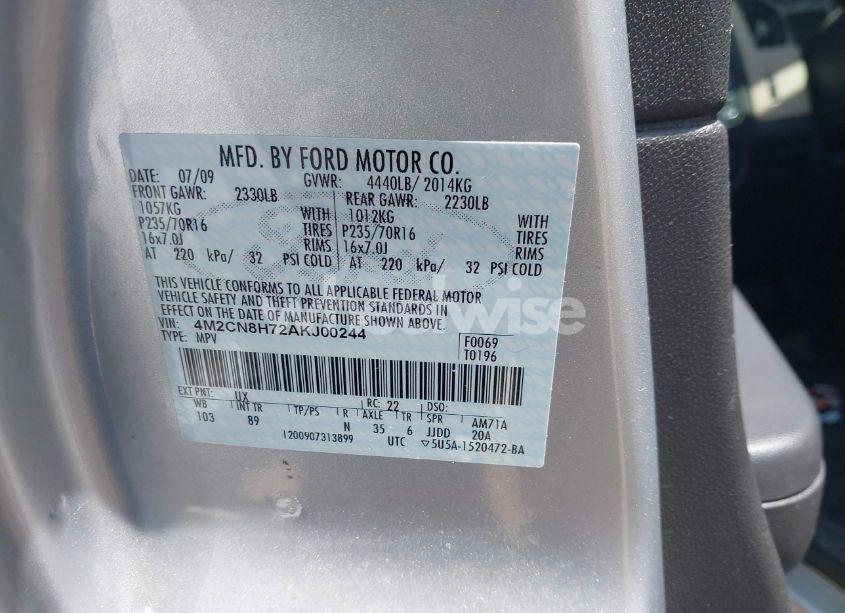 MFD. BY FORD MOTOR CO.
DATE: 07/09 GVWR: 4440LB/ 2014KG
FRONT GAWR: 2330LB REAR GAWR: 2230LB
1057KG WITH 1012KG WITH
P235/70R16 TIRES P235/70R16 TIRES
16x7.0J RIMS 16x7.0J RIMS
AT 220 kPa/ 32 PSI COLD AT 220 kPa/ 32 PSI COLD
THIS VEHICLE CONFORMS TO ALL APPLICABLE FEDERAL MOTOR
VEHICLE SAFETY AND THEFT PREVENTION STANDARDS IN
EFFECT ON THE DATE OF MANUFACTURE SHOWN ABOVE.
VIN: 4M2CN8H72AKJ00244 F0069
TYPE: MPV T0196
EXT PNT: UX RC: 22 DSO:
WB INT TR TP/PS R AXLE TR SPR AM71A
103 89 N 35 6 JJDD 20A
1200907313899 UTC ▽5U5A-1520472-BA